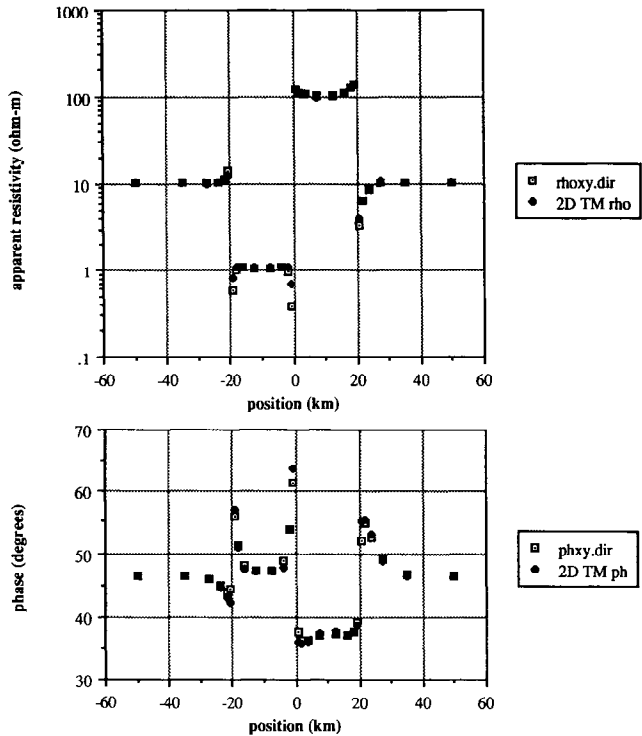 1000
100
10
1
.1
apparent resistivity (ohm-m)
-60 -40 -20 0 20 40 60
position (km)
rhoxy.dir
2D TM rho
70
60
50
40
30
phase (degrees)
-60 -40 -20 0 20 40 60
position (km)
phxy.dir
2D TM ph